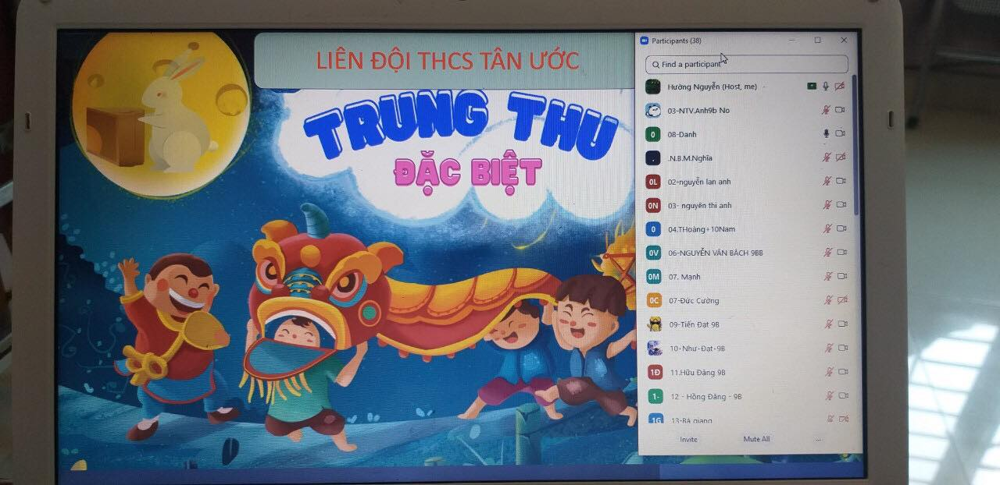 LIÊN ĐỘI THCS TÂN ƯỚC
TRUNG THU
ĐẶC BIỆT
Participants (38)
Find a participant
Hường Nguyễn (Host, me)
03-NTV.Anh9b No
0
08-Danh
.
.N.B.M.Nghĩa
0L
02-nguyễn lan anh
0N
03- nguyễn thi anh
0
04.THoàng+10Nam
0V
06-NGUYỄN VĂN BÁCH 9BB
0M
07. Mạnh
0C
07-Đức Cường
09-Tiến Đạt 9B
10-Như-Đạt-9B
1Đ
11.Hữu Đăng 9B
1-
12 - Hồng Đăng - 9B
1G
13-Bá giang
Invite
Mute All
...